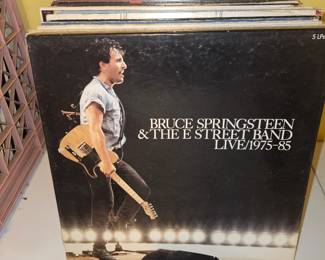 5 LPs
BRUCE SPRINGSTEEN
& THE E STREET BAND
LIVE/1975-85